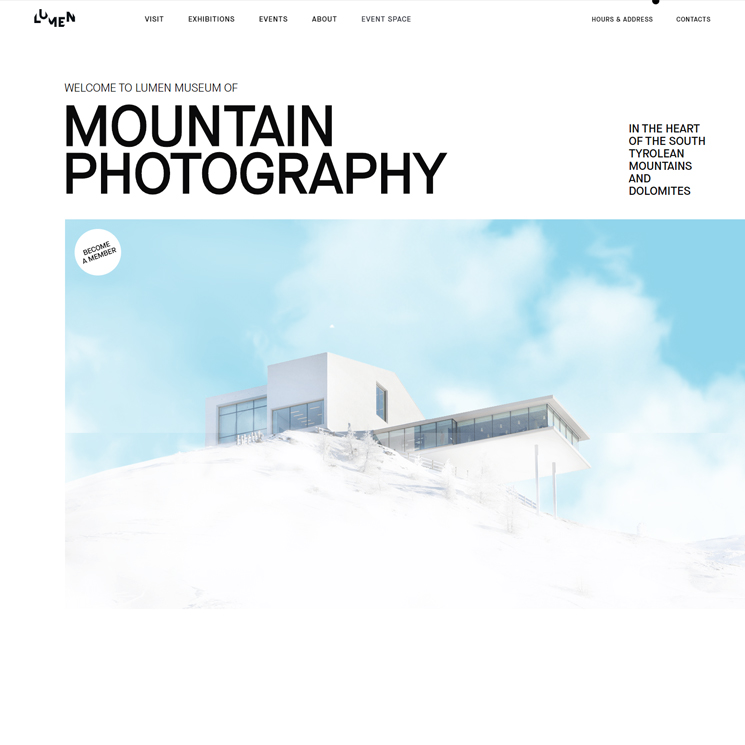 LUMEN
VISIT
EXHIBITIONS
EVENTS
ABOUT
EVENT SPACE
HOURS & ADDRESS
CONTACTS
WELCOME TO LUMEN MUSEUM OF
MOUNTAIN
PHOTOGRAPHY
IN THE HEART
OF THE SOUTH
TYROLEAN
MOUNTAINS
AND
DOLOMITES
BECOME
A MEMBER